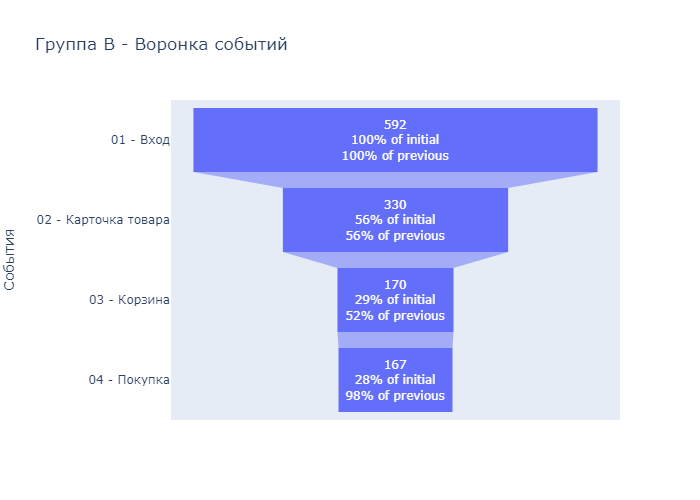 Группа B - Воронка событий
События
01 - Вход
592
100% of initial
100% of previous
02 - Карточка товара
330
56% of initial
56% of previous
03 - Корзина
170
29% of initial
52% of previous
04 - Покупка
167
28% of initial
98% of previous